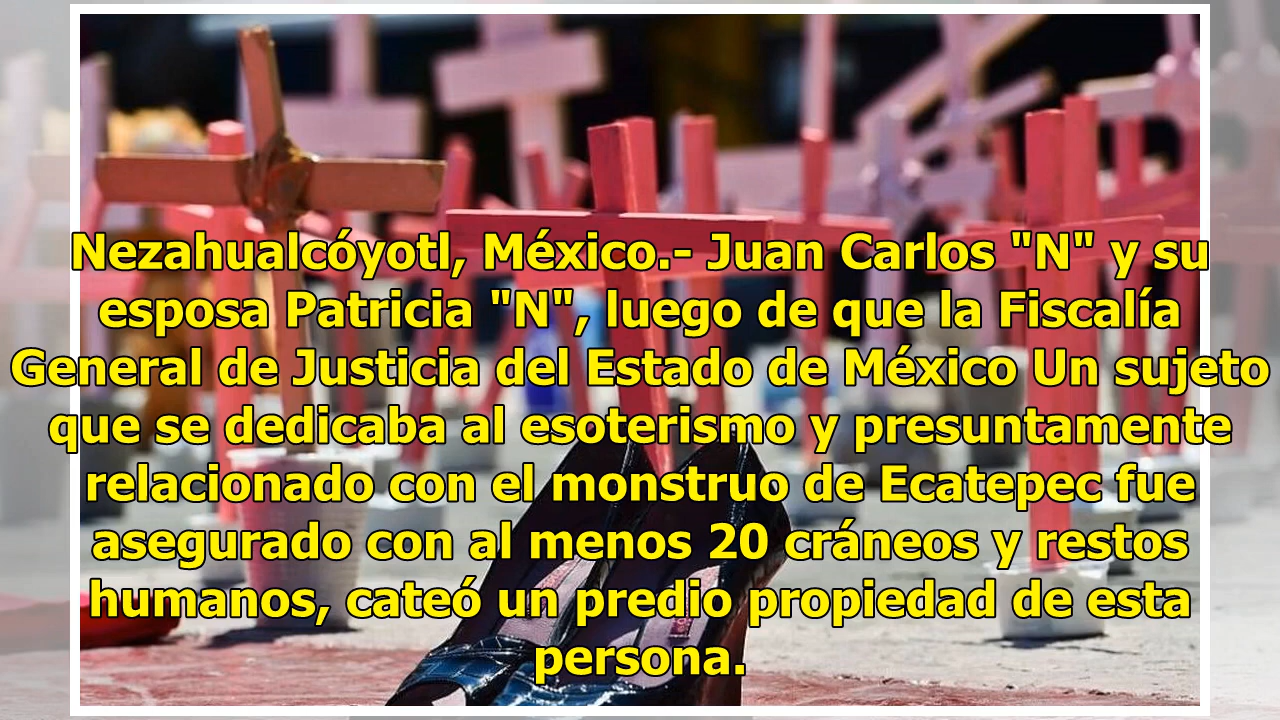 Nezahualcóyotl, México.- Juan Carlos "N" y su
esposa Patricia "N", luego de que la Fiscalía
General de Justicia del Estado de México Un sujeto
que se dedicaba al esoterismo y presuntamente
relacionado con el monstruo de Ecatepec fue
asegurado con al menos 20 cráneos y restos
humanos, cateó un predio propiedad de esta
persona.